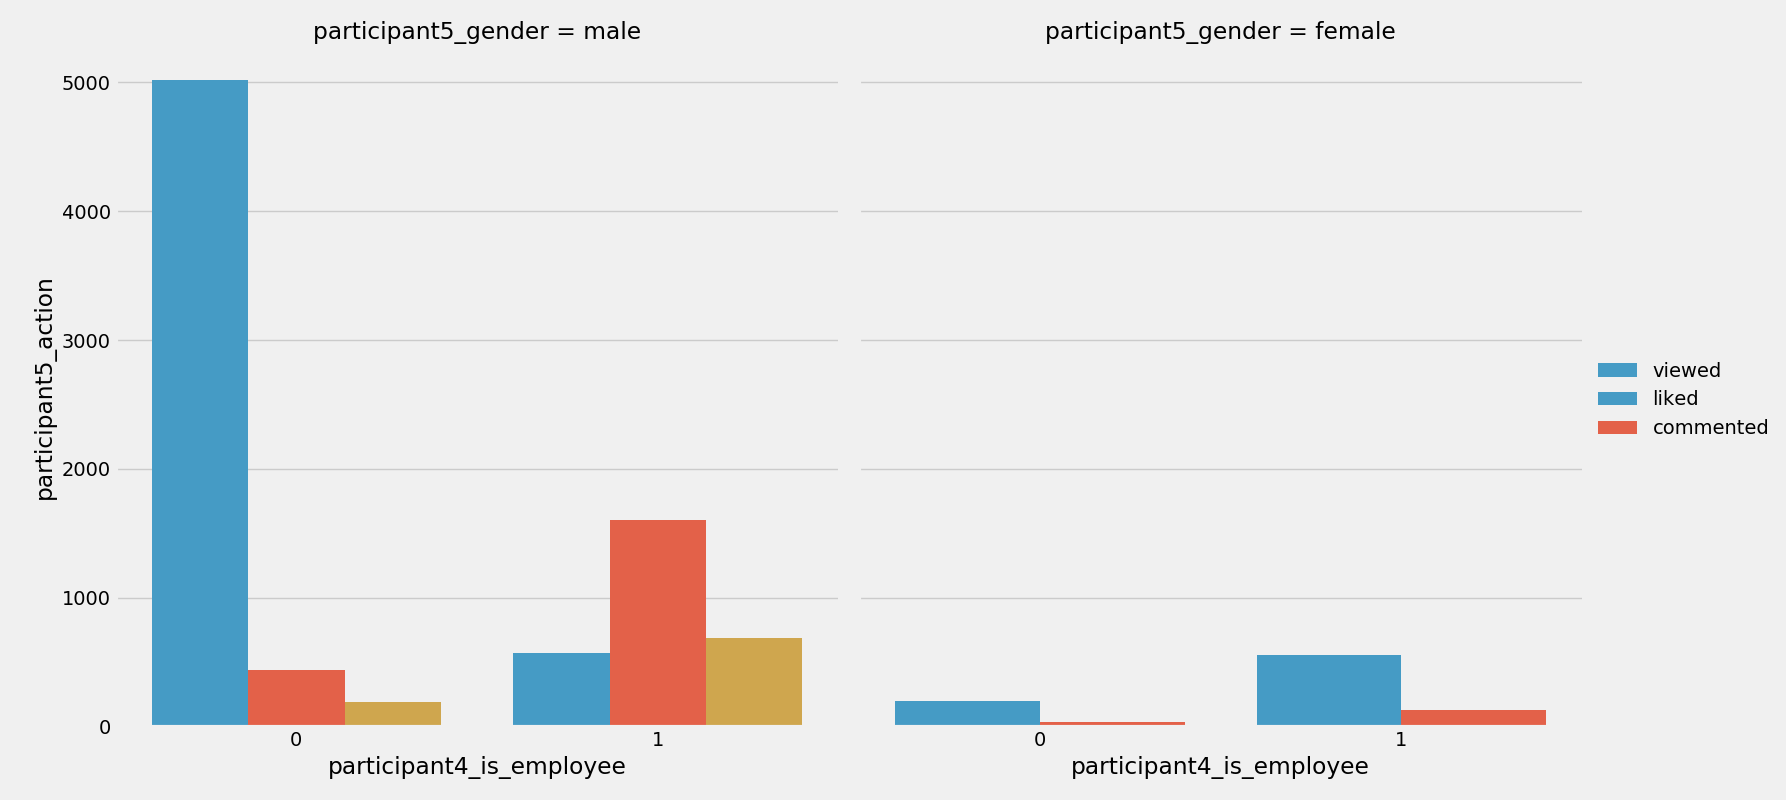 participant5_gender = male
participant5_gender = female
participant5_action
5000
4000
3000
2000
1000
0
0
1
0
1
participant4_is_employee
participant4_is_employee
viewed
liked
commented